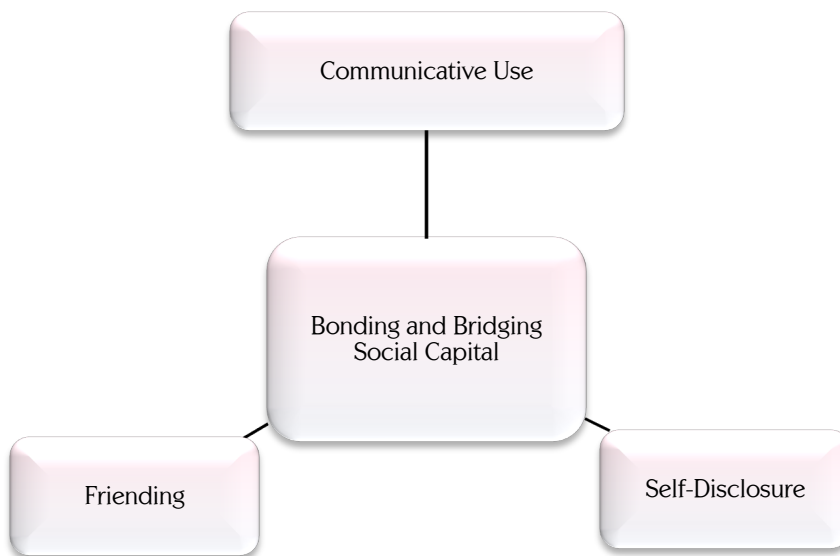 Communicative Use
Bonding and Bridging
Social Capital
Friending
Self-Disclosure